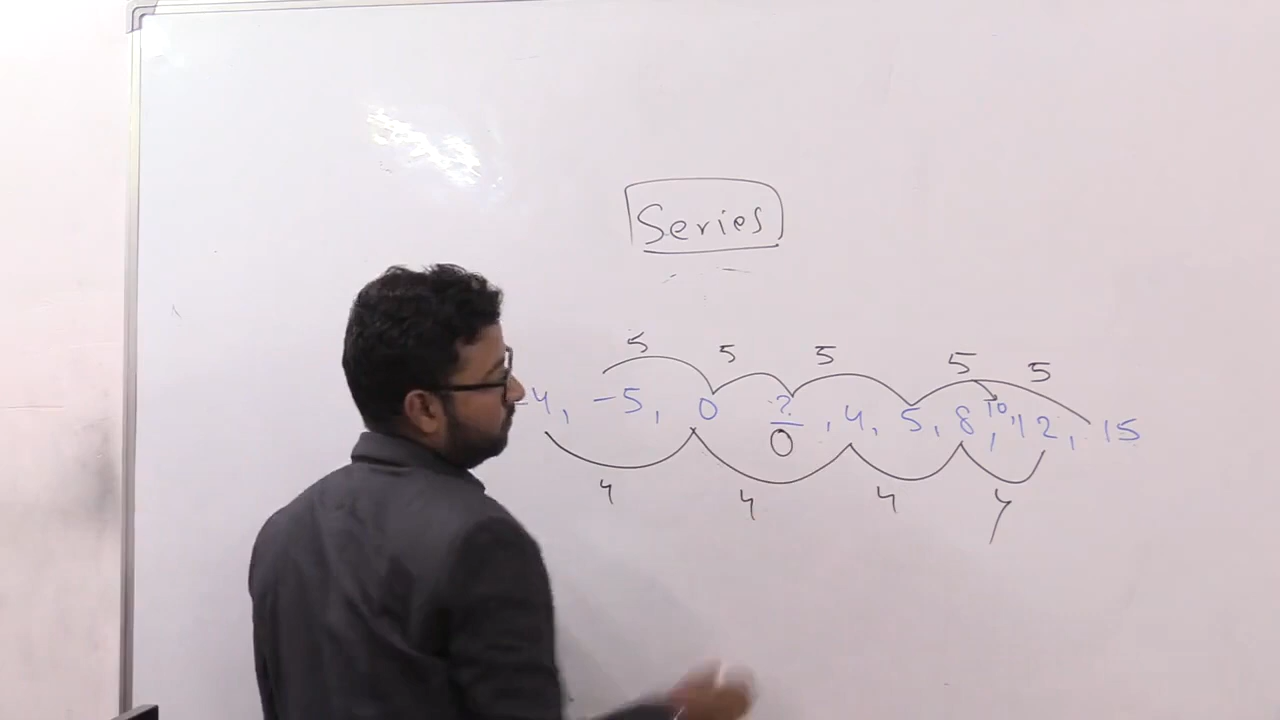 Series
5 5 5 5 5
-4, -5, 0 ? , 4, 5, 8, 10, 12, 15
0
4 4 4 4